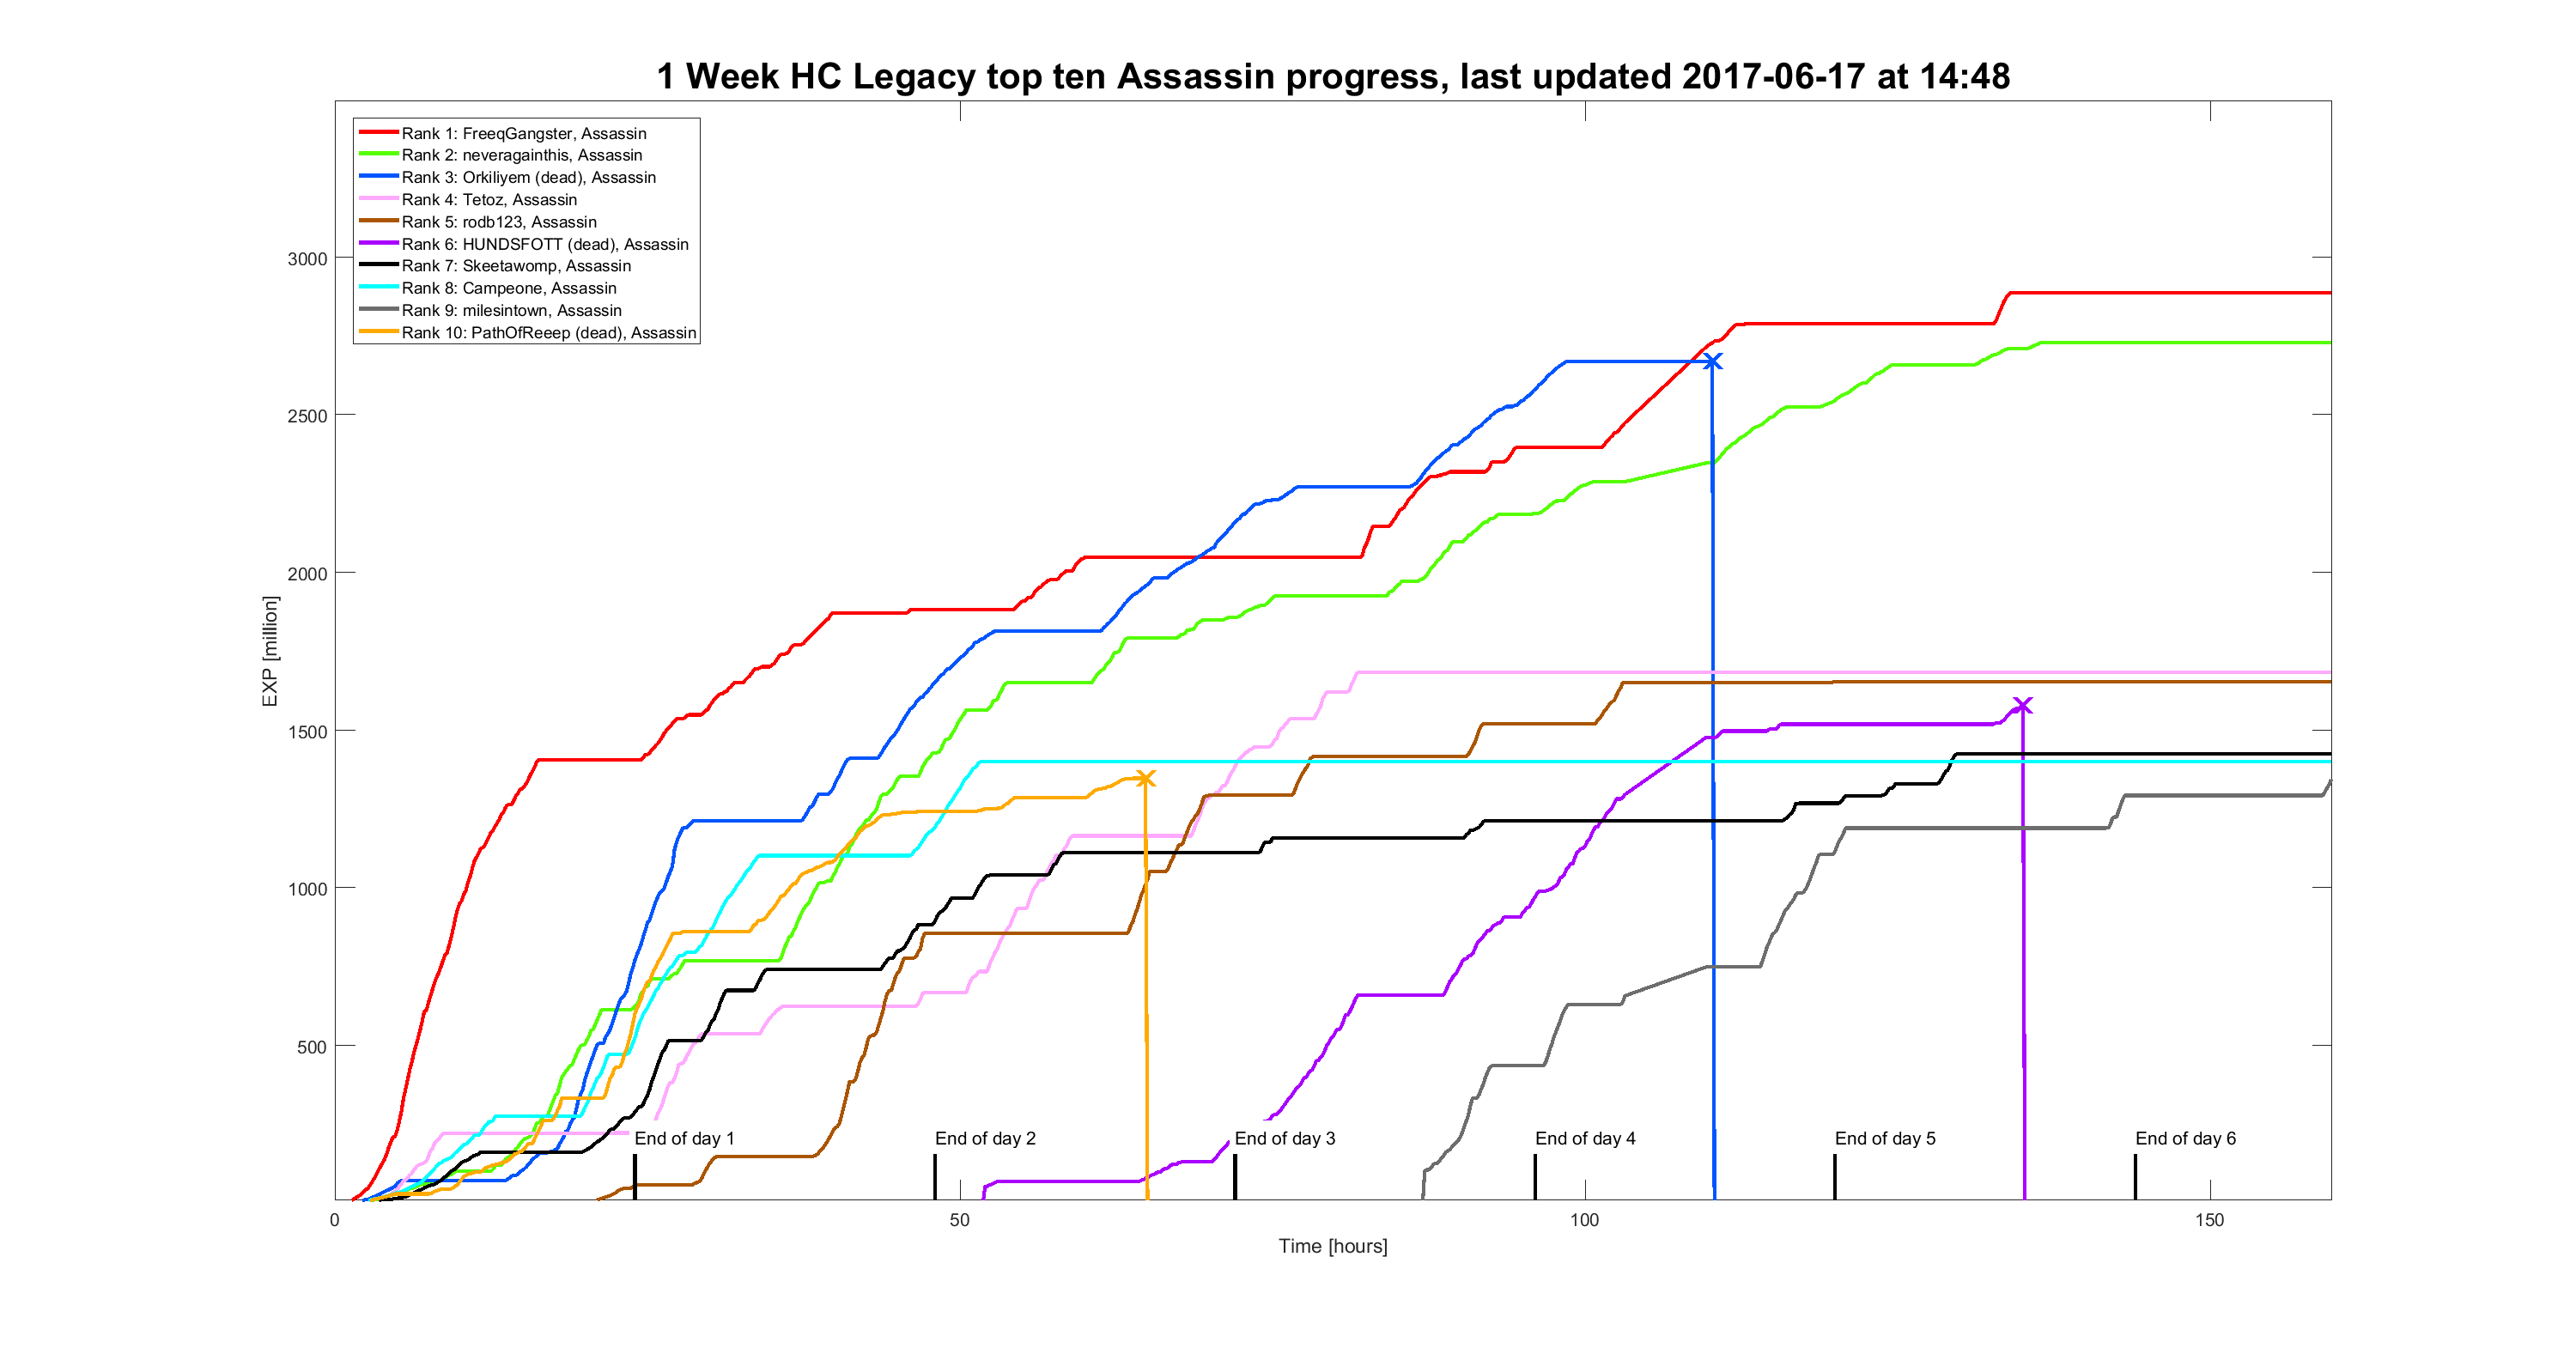 1 Week HC Legacy top ten Assassin progress, last updated 2017-06-17 at 14:48
Rank 1: FreeqGangster, Assassin
Rank 2: neveragainthis, Assassin
Rank 3: Orkiliyem (dead), Assassin
Rank 4: Tetoz, Assassin
Rank 5: rodb123, Assassin
Rank 6: HUNDSFOTT (dead), Assassin
Rank 7: Skeetawomp, Assassin
Rank 8: Campeone, Assassin
Rank 9: milesintown, Assassin
Rank 10: PathOfReeep (dead), Assassin
3000
2500
2000
1500
1000
500
EXP [million]
End of day 1
End of day 2
End of day 3
End of day 4
End of day 5
End of day 6
0
50
100
150
Time [hours]